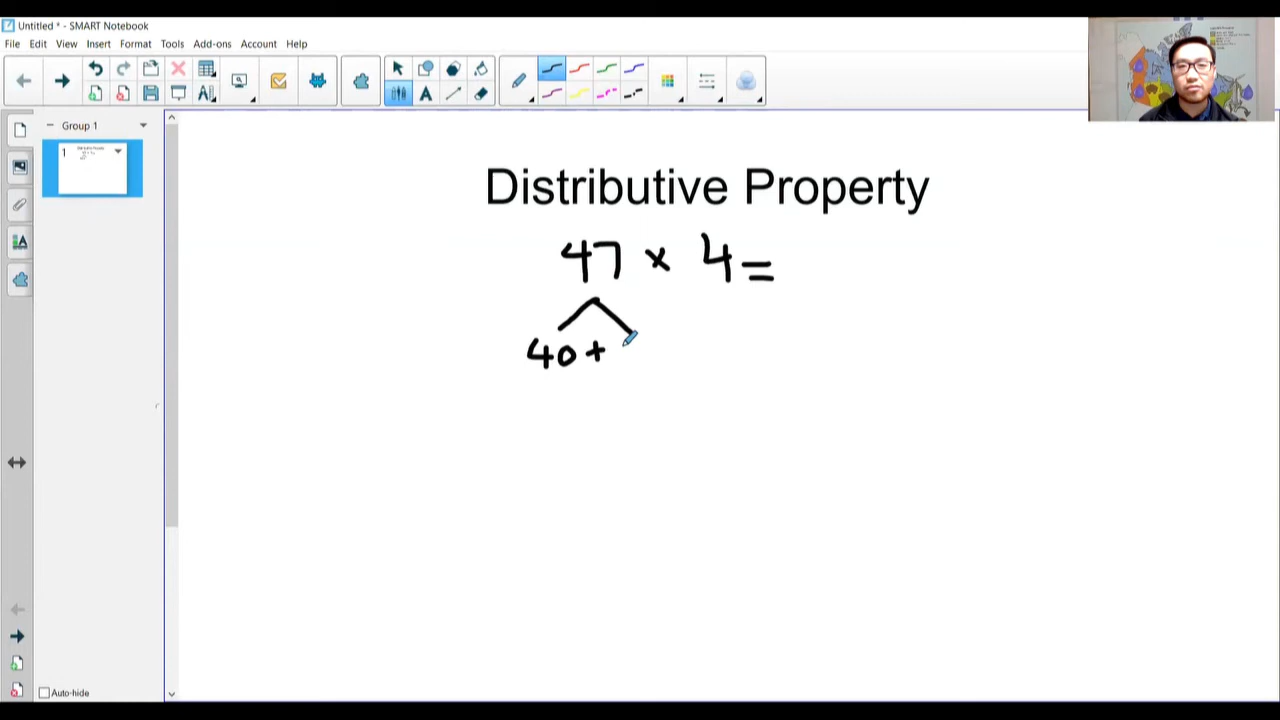 Untitled * - SMART Notebook
File Edit View Insert Format Tools Add-ons Account Help
Group 1
1
Distributive Property
47 × 4 =
40 +
Auto-hide